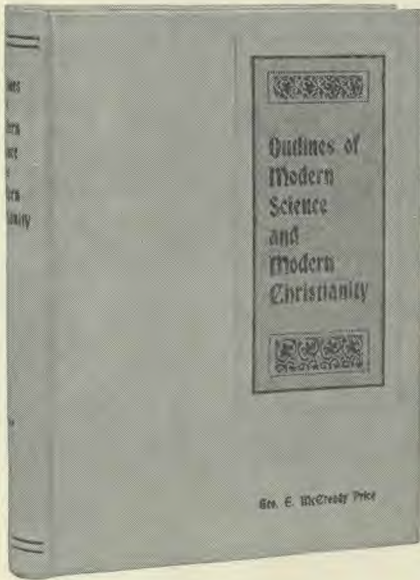 Outlines of
Modern
Science
and
Modern
Christianity
Geo. E. McCready Price